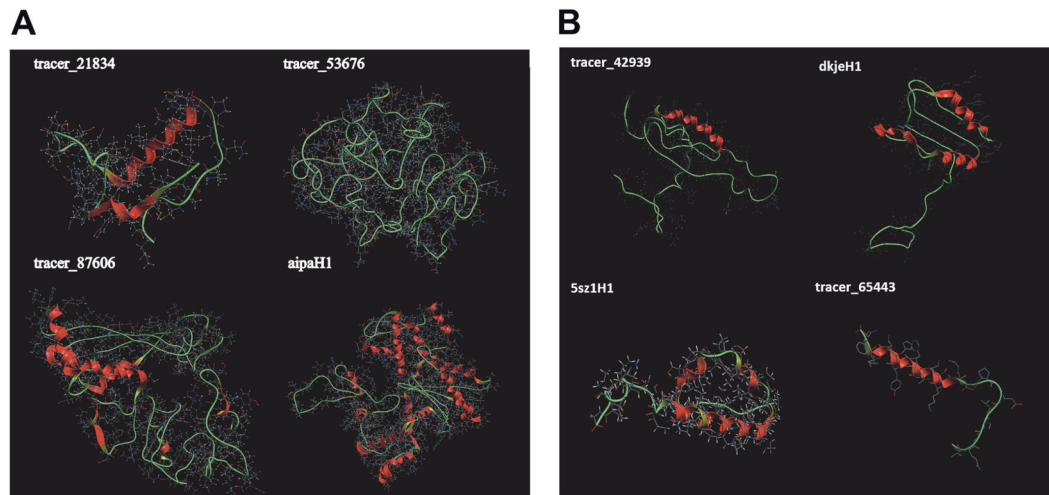 A
B
tracer_21834
tracer_53676
tracer_87606
aipaH1
tracer_42939
dkjeH1
5sz1H1
tracer_65443